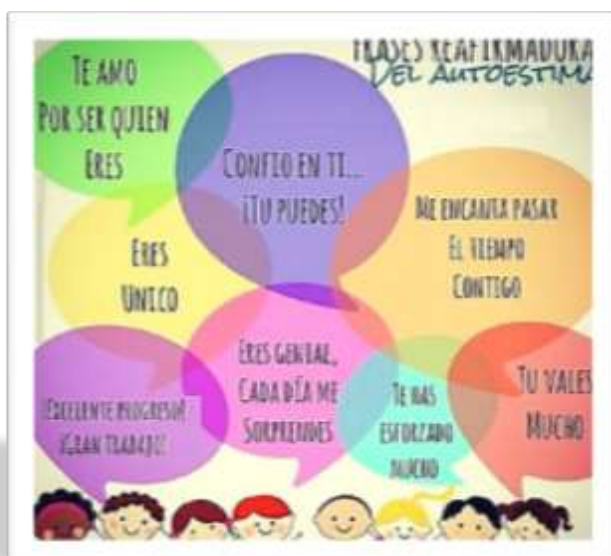 FRASES REAFIRMADORA
DEL AUTOESTIMA
TE AMO
POR SER QUIEN
ERES
CONFIO EN TI...
¡TU PUEDES!
ME ENCANTA PASAR
EL TIEMPO
CONTIGO
ERES
UNICO
ERES GENIAL,
CADA DÍA ME
SORPRENDES
TE HAS
ESFORZADO
MUCHO
TU VALES
MUCHO
¡EXCELENTE PROGRESO!
¡GRAN TRABAJO!